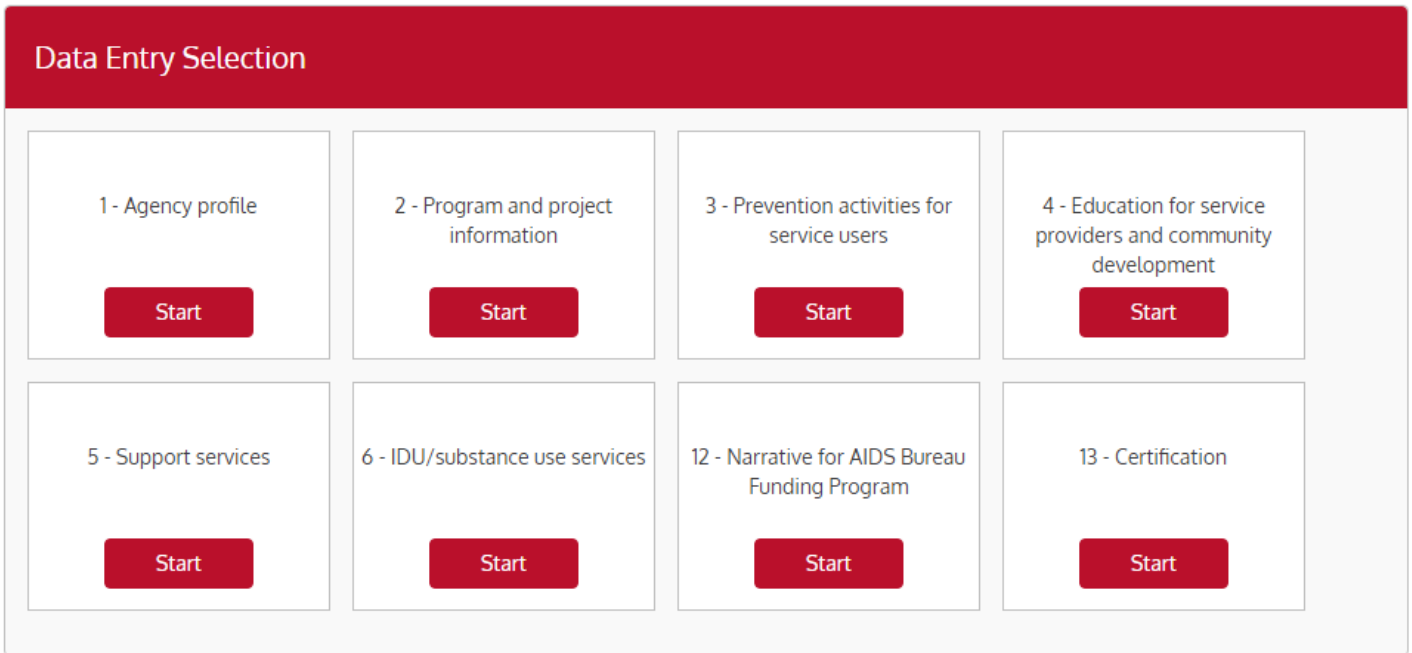 Data Entry Selection
1 - Agency profile
Start
2 - Program and project
information
Start
3 - Prevention activities for
service users
Start
4 - Education for service
providers and community
development
Start
5 - Support services
Start
6 - IDU/substance use services
Start
12 - Narrative for AIDS Bureau
Funding Program
Start
13 - Certification
Start